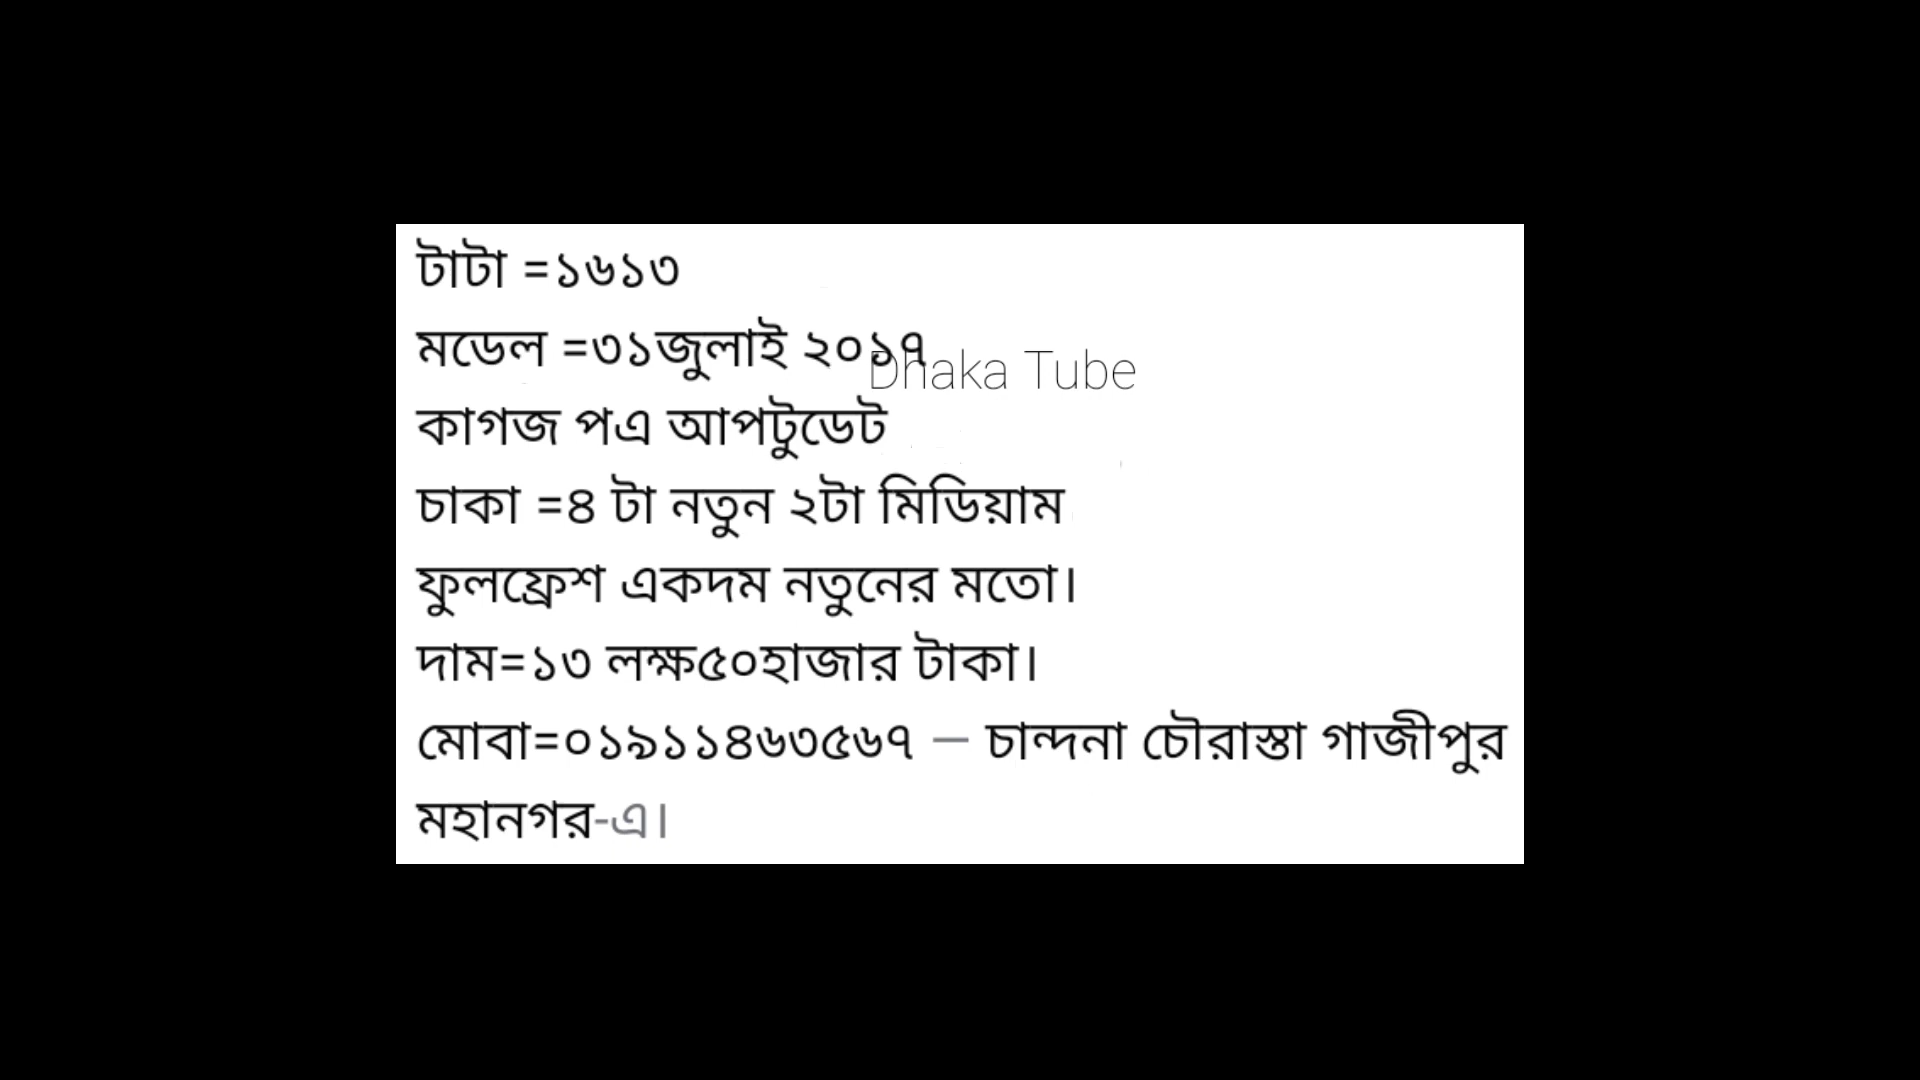 টাটা =১৬১৩
মডেল =৩১জুলাই ২০১৭
Dhaka Tube
কাগজ পএ আপটুডেট
চাকা =৪ টা নতুন ২টা মিডিয়াম
ফুলফ্রেশ একদম নতুনের মতো।
দাম=১৩ লক্ষ৫০হাজার টাকা।
মোবা=০১৯১১৪৬৩৫৬৭ — চান্দনা চৌরাস্তা গাজীপুর
মহানগর-এ।